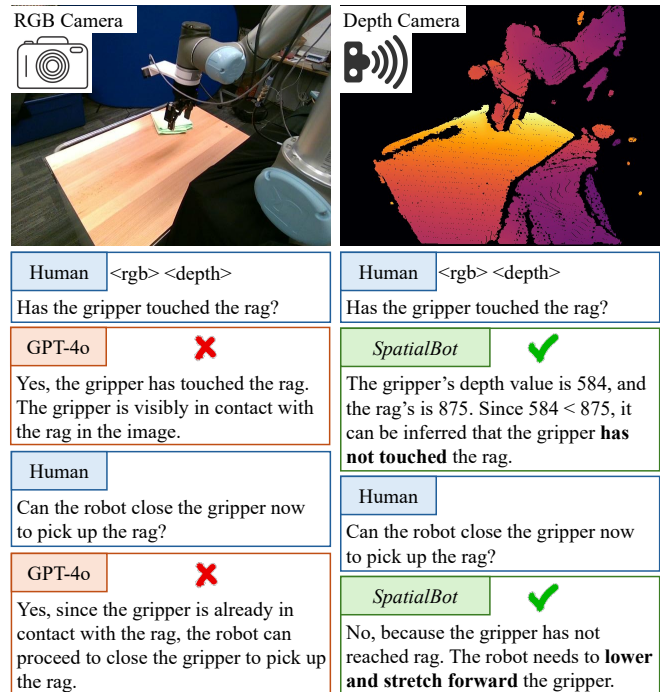 RGB Camera
Human <rgb> <depth>
Has the gripper touched the rag?
GPT-4o
Yes, the gripper has touched the rag.
The gripper is visibly in contact with
the rag in the image.
Human
Can the robot close the gripper now
to pick up the rag?
GPT-4o
Yes, since the gripper is already in
contact with the rag, the robot can
proceed to close the gripper to pick up
the rag.
Depth Camera
Human <rgb> <depth>
Has the gripper touched the rag?
SpatialBot
The gripper's depth value is 584, and
the rag's is 875. Since 584 < 875, it
can be inferred that the gripper has
not touched the rag.
Human
Can the robot close the gripper now
to pick up the rag?
SpatialBot
No, because the gripper has not
reached rag. The robot needs to lower
and stretch forward the gripper.